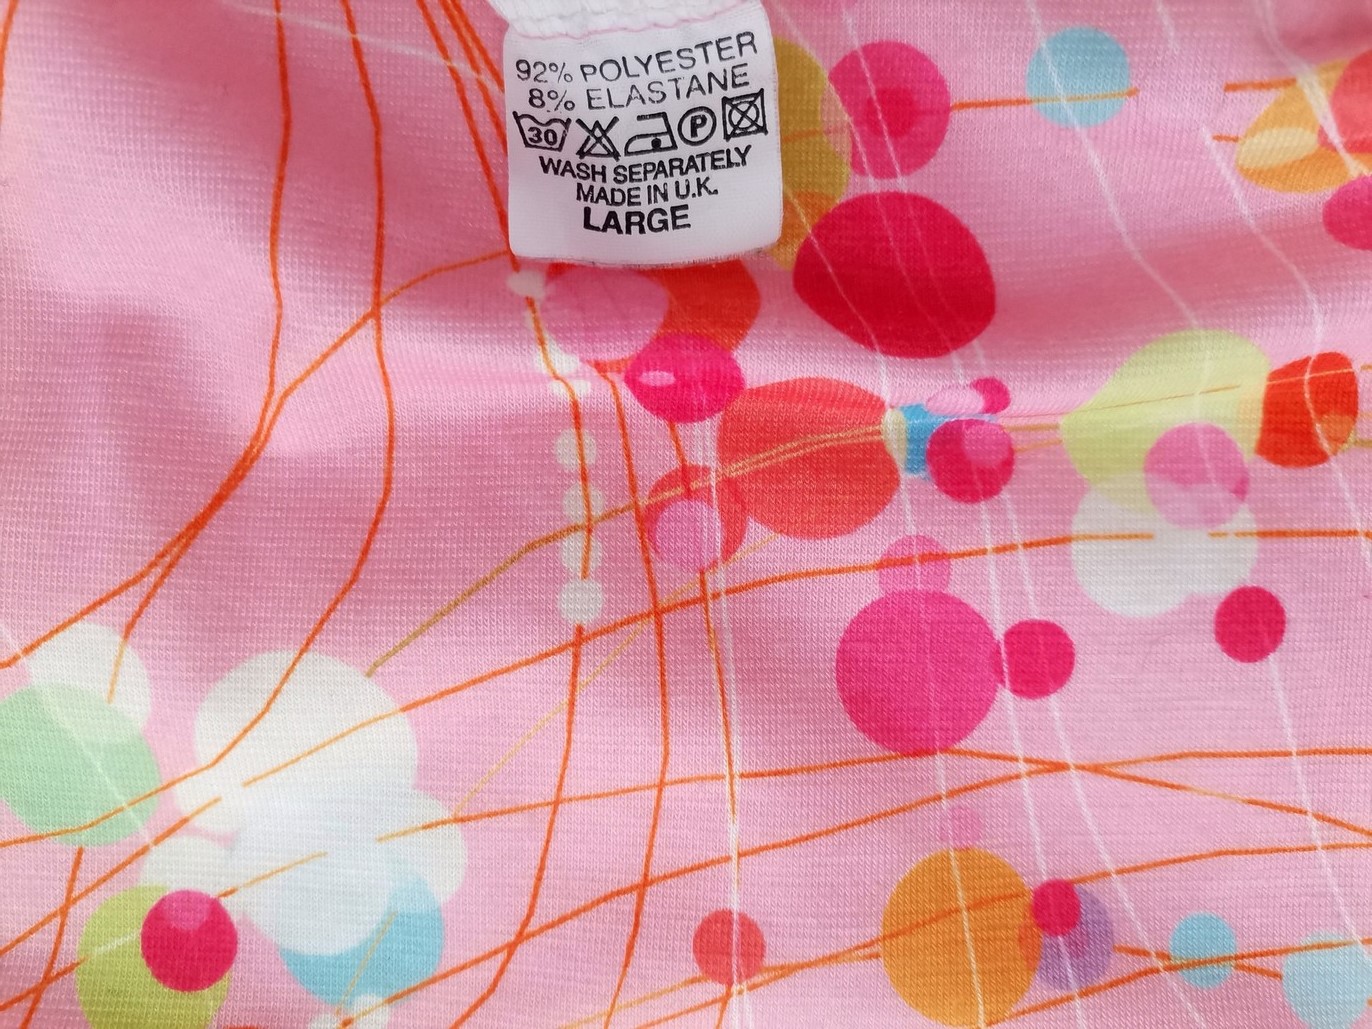 92% POLYESTER
8% ELASTANE
30 P
WASH SEPARATELY
MADE IN U.K.
LARGE